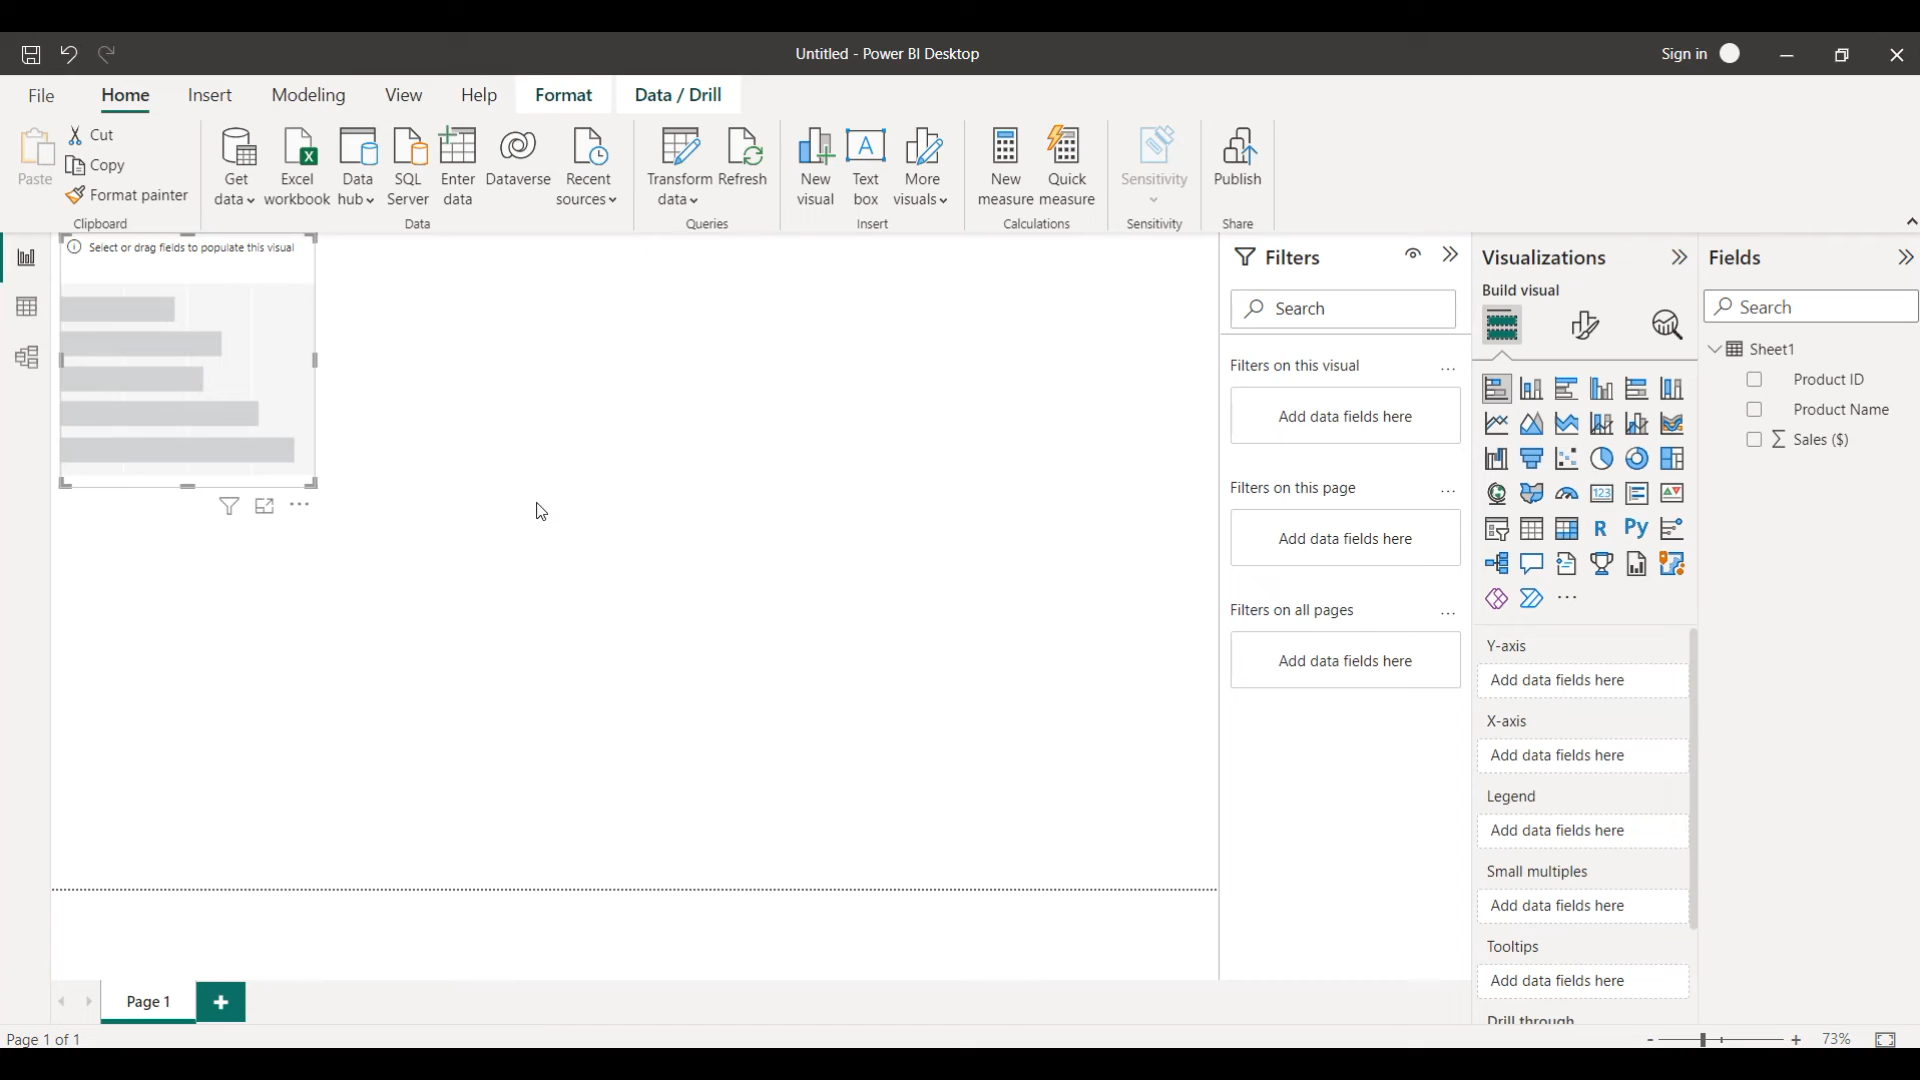 Untitled - Power BI Desktop
Sign in
File Home Insert Modeling View Help Format Data / Drill
Paste
Cut
Copy
Format painter
Clipboard
Get data
Excel workbook
Data hub
SQL Server
Enter data
Dataverse
Recent sources
Data
Transform data
Refresh
Queries
New visual
A
Text box
More visuals
Insert
New measure
Quick measure
Calculations
Sensitivity
Sensitivity
Publish
Share
Select or drag fields to populate this visual
Filters
Search
Filters on this visual ...
Add data fields here
Filters on this page ...
Add data fields here
Filters on all pages ...
Add data fields here
Visualizations
Build visual
123
R
Py
...
Y-axis
Add data fields here
X-axis
Add data fields here
Legend
Add data fields here
Small multiples
Add data fields here
Tooltips
Add data fields here
Drill through
Fields
Search
Sheet1
Product ID
Product Name
∑ Sales ($)
Page 1
Page 1 of 1
- + 73%